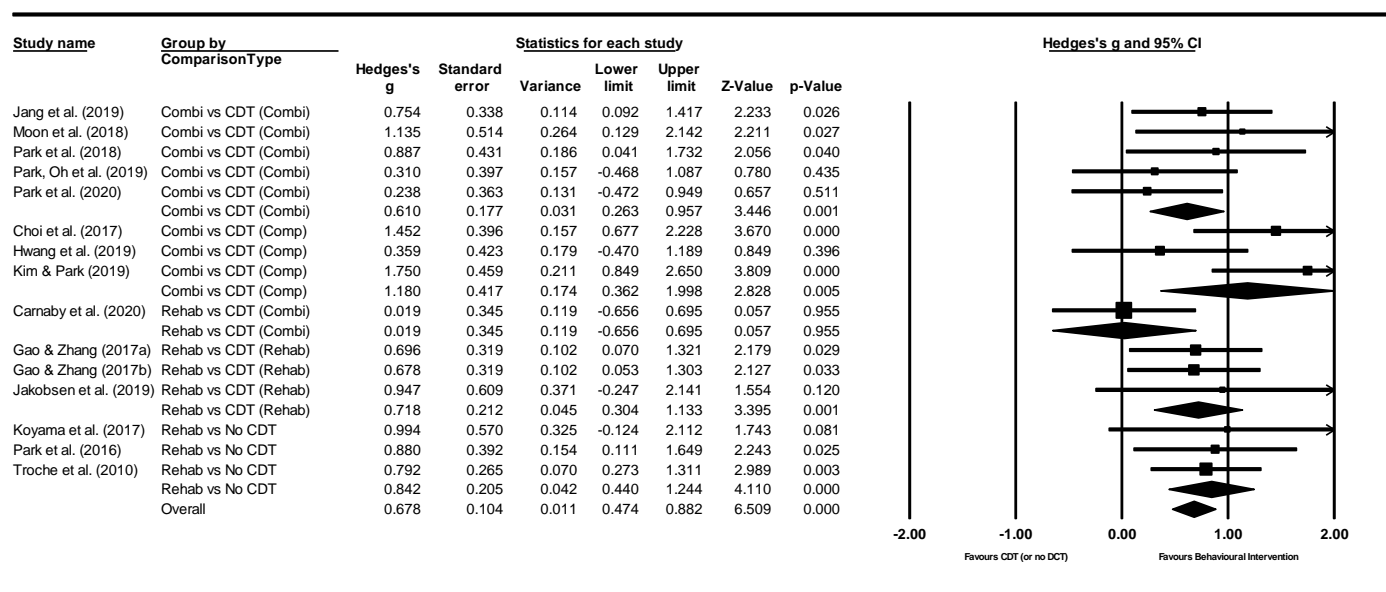 Study name Group by Statistics for each study Hedges's g and 95% CI
ComparisonType
Hedges's Standard Lower Upper
g error Variance limit limit Z-Value p-Value
Jang et al. (2019) Combi vs CDT (Combi) 0.754 0.338 0.114 0.092 1.417 2.233 0.026
Moon et al. (2018) Combi vs CDT (Combi) 1.135 0.514 0.264 0.129 2.142 2.211 0.027
Park et al. (2018) Combi vs CDT (Combi) 0.887 0.431 0.186 0.041 1.732 2.056 0.040
Park, Oh et al. (2019) Combi vs CDT (Combi) 0.310 0.397 0.157 -0.468 1.087 0.780 0.435
Park et al. (2020) Combi vs CDT (Combi) 0.238 0.363 0.131 -0.472 0.949 0.657 0.511
Combi vs CDT (Combi) 0.610 0.177 0.031 0.263 0.957 3.446 0.001
Choi et al. (2017) Combi vs CDT (Comp) 1.452 0.396 0.157 0.677 2.228 3.670 0.000
Hwang et al. (2019) Combi vs CDT (Comp) 0.359 0.423 0.179 -0.470 1.189 0.849 0.396
Kim & Park (2019) Combi vs CDT (Comp) 1.750 0.459 0.211 0.849 2.650 3.809 0.000
Combi vs CDT (Comp) 1.180 0.417 0.174 0.362 1.998 2.828 0.005
Carnaby et al. (2020) Rehab vs CDT (Combi) 0.019 0.345 0.119 -0.656 0.695 0.057 0.955
Rehab vs CDT (Combi) 0.019 0.345 0.119 -0.656 0.695 0.057 0.955
Gao & Zhang (2017a) Rehab vs CDT (Rehab) 0.696 0.319 0.102 0.070 1.321 2.179 0.029
Gao & Zhang (2017b) Rehab vs CDT (Rehab) 0.678 0.319 0.102 0.053 1.303 2.127 0.033
Jakobsen et al. (2019) Rehab vs CDT (Rehab) 0.947 0.609 0.371 -0.247 2.141 1.554 0.120
Rehab vs CDT (Rehab) 0.718 0.212 0.045 0.304 1.133 3.395 0.001
Koyama et al. (2017) Rehab vs No CDT 0.994 0.570 0.325 -0.124 2.112 1.743 0.081
Park et al. (2016) Rehab vs No CDT 0.880 0.392 0.154 0.111 1.649 2.243 0.025
Troche et al. (2010) Rehab vs No CDT 0.792 0.265 0.070 0.273 1.311 2.989 0.003
Rehab vs No CDT 0.842 0.205 0.042 0.440 1.244 4.110 0.000
Overall 0.678 0.104 0.011 0.474 0.882 6.509 0.000
-2.00 -1.00 0.00 1.00 2.00
Favours CDT (or no DCT) Favours Behavioural Intervention